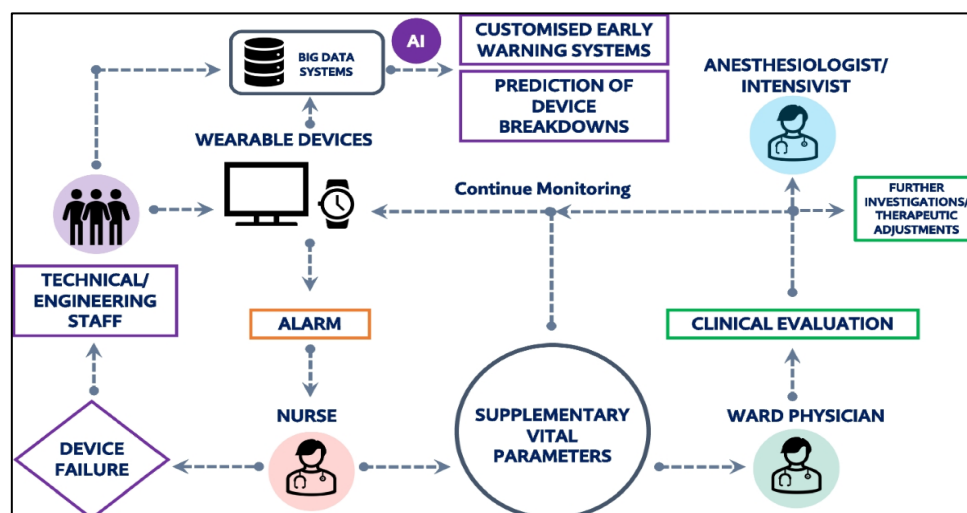 BIG DATA
SYSTEMS
AI
CUSTOMISED EARLY
WARNING SYSTEMS
PREDICTION OF
DEVICE
BREAKDOWNS
ANESTHESIOLOGIST/
INTENSIVIST
WEARABLE DEVICES
Continue Monitoring
FURTHER
INVESTIGATIONS/
THERAPEUTIC
ADJUSTMENTS
TECHNICAL/
ENGINEERING
STAFF
ALARM
CLINICAL EVALUATION
NURSE
SUPPLEMENTARY
VITAL
PARAMETERS
WARD PHYSICIAN
DEVICE
FAILURE